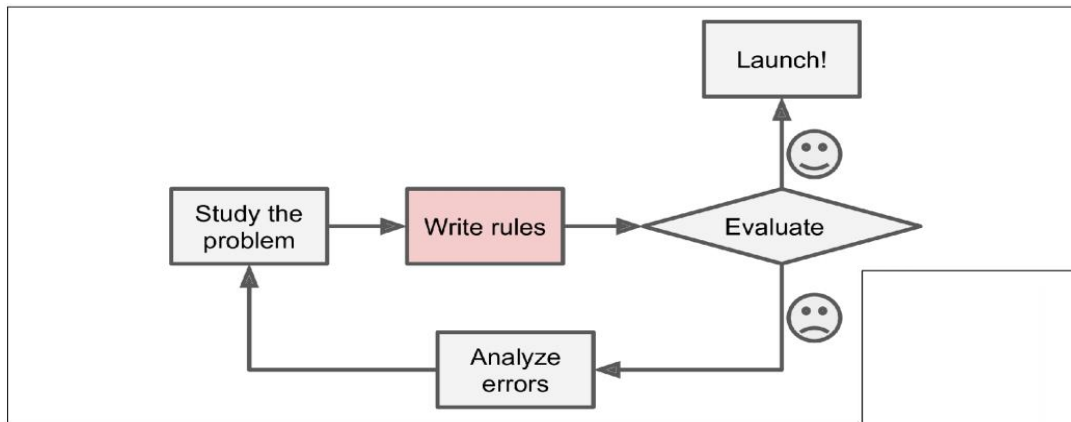 Launch!
Study the
problem
Write rules
Evaluate
Analyze
errors